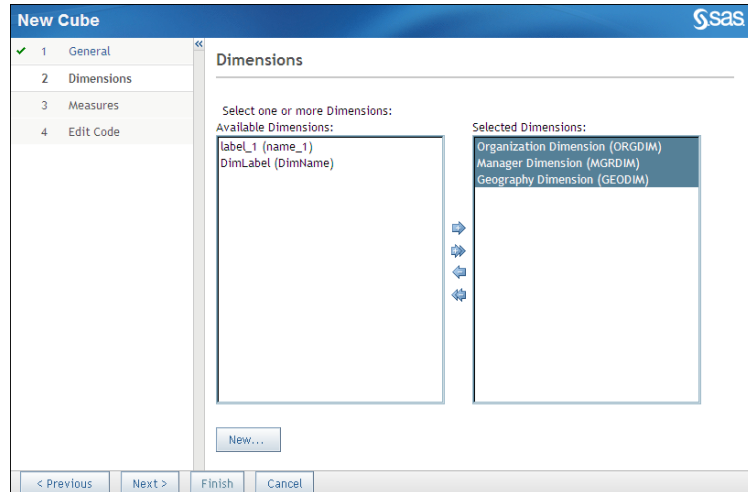 New Cube
sas
1 General
2 Dimensions
3 Measures
4 Edit Code
Dimensions
Select one or more Dimensions:
Available Dimensions:
label_1 (name_1)
DimLabel (DimName)
Selected Dimensions:
Organization Dimension (ORGDIM)
Manager Dimension (MGRDIM)
Geography Dimension (GEODIM)
New...
< Previous
Next >
Finish
Cancel